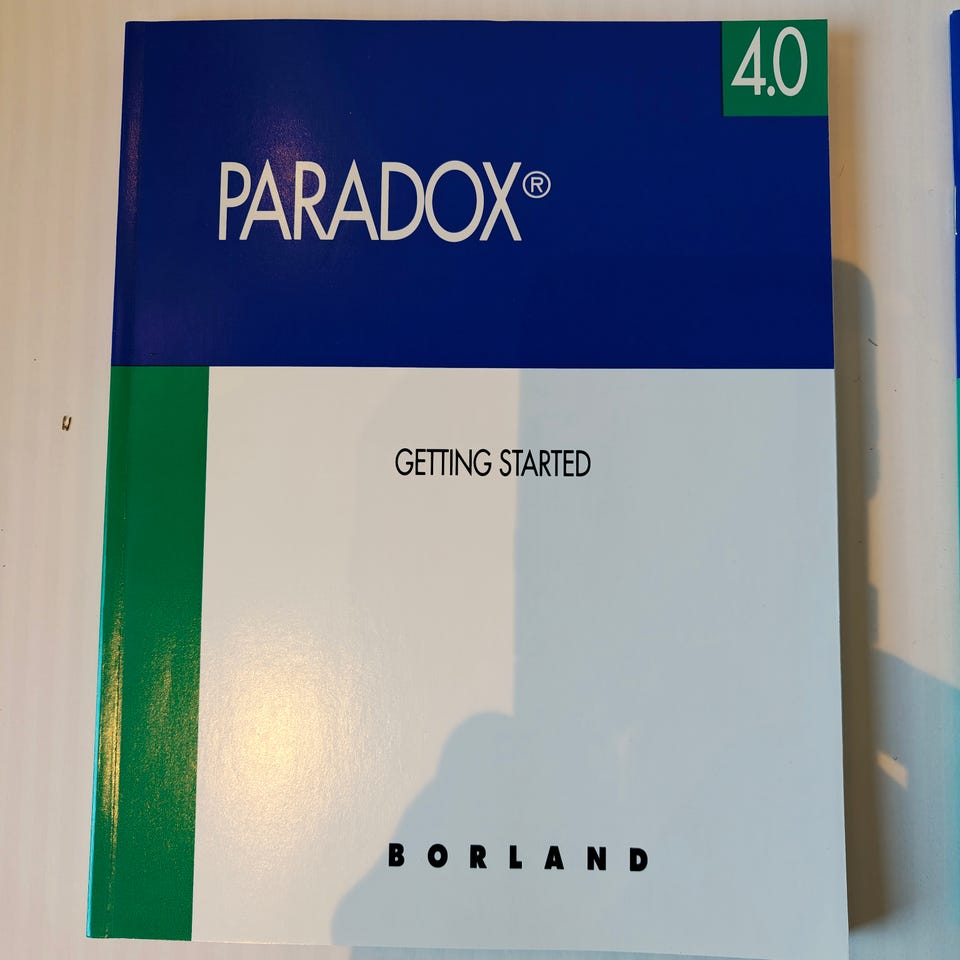 4.0
PARADOX®
GETTING STARTED
BORLAND